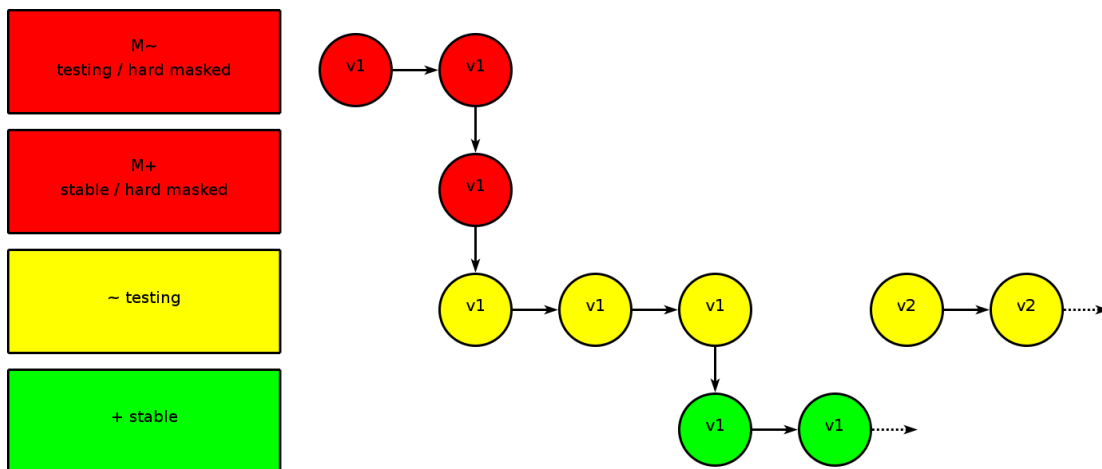 M~
testing / hard masked
v1
v1
M+
stable / hard masked
v1
~ testing
v1
v1
v1
v2
v2
+ stable
v1
v1